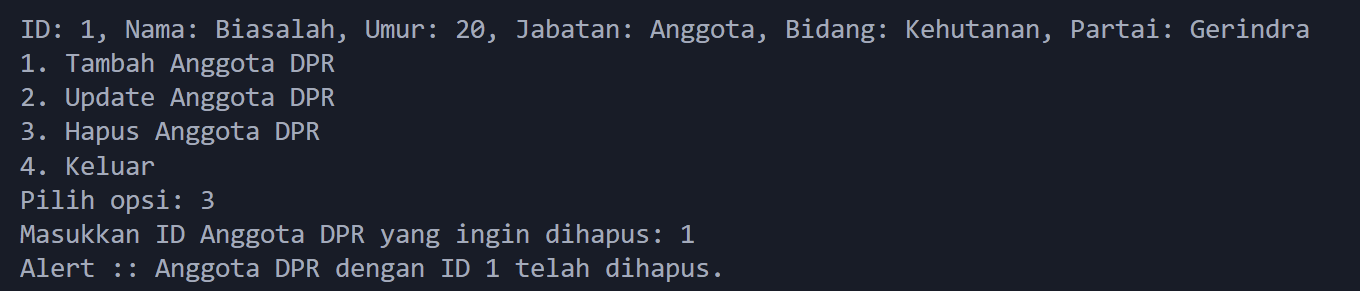 ID: 1, Nama: Biasalah, Umur: 20, Jabatan: Anggota, Bidang: Kehutanan, Partai: Gerindra
1. Tambah Anggota DPR
2. Update Anggota DPR
3. Hapus Anggota DPR
4. Keluar
Pilih opsi: 3
Masukkan ID Anggota DPR yang ingin dihapus: 1
Alert :: Anggota DPR dengan ID 1 telah dihapus.